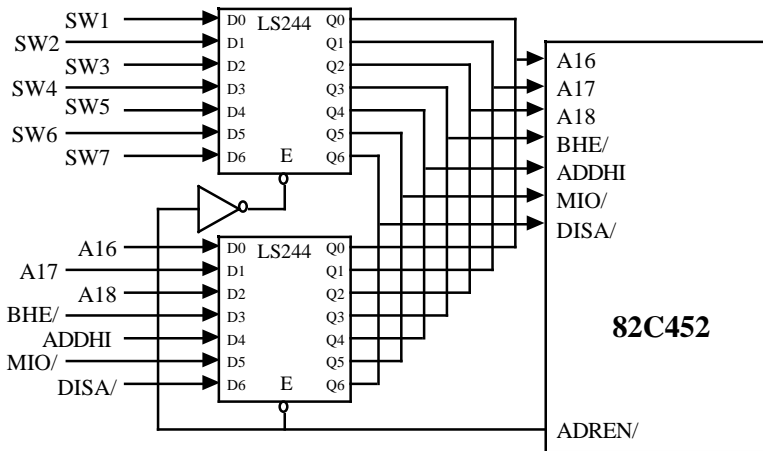 SW1
SW2
SW3
SW4
SW5
SW6
SW7
D0 LS244 Q0
D1 Q1
D2 Q2
D3 Q3
D4 Q4
D5 Q5
D6 E Q6
A16
A17
A18
BHE/
ADDHI
MIO/
DISA/
D0 LS244 Q0
D1 Q1
D2 Q2
D3 Q3
D4 Q4
D5 Q5
D6 E Q6
A16
A17
A18
BHE/
ADDHI
MIO/
DISA/
82C452
ADREN/